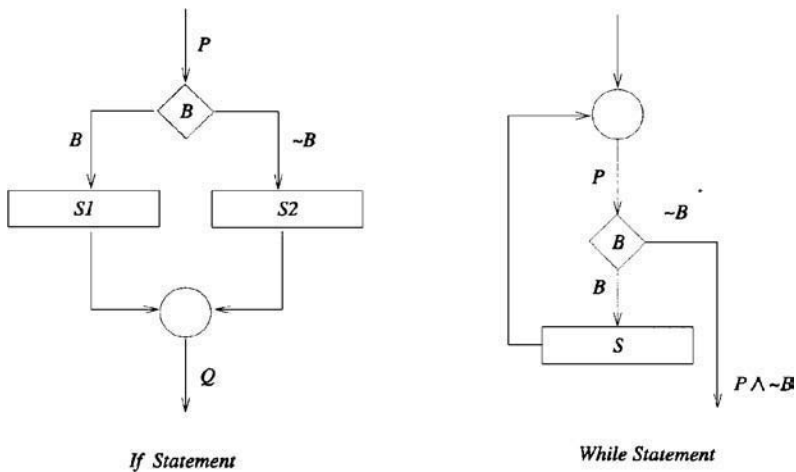 P
B
B
~B
S1
S2
Q
If Statement
P
~B
B
B
S
P ∧ ~B
While Statement